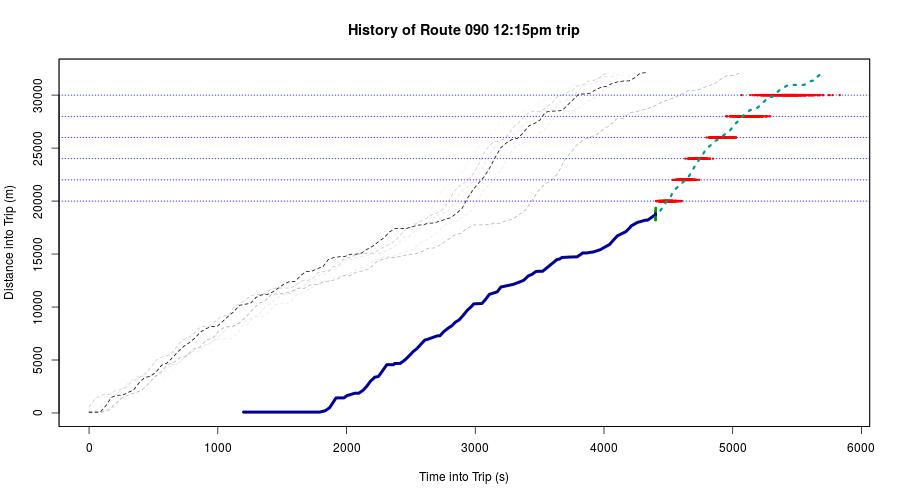 History of Route 090 12:15pm trip
30000
25000
20000
15000
10000
5000
0
Distance into Trip (m)
0 1000 2000 3000 4000 5000 6000
Time into Trip (s)